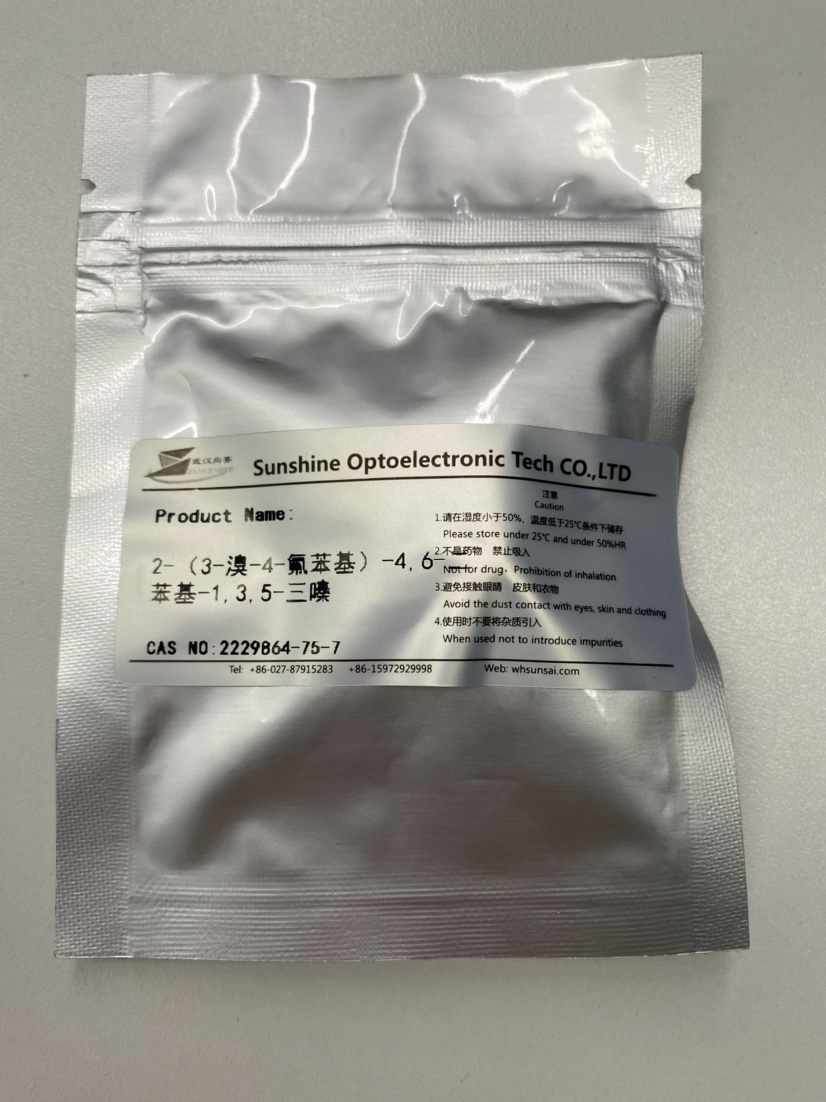 武汉尚赛
SUNSHINE
Sunshine Optoelectronic Tech CO.,LTD
Product Name:
2-（3-溴-4-氟苯基）-4,6-二
苯基-1,3,5-三嗪
CAS NO:2229864-75-7
注意
Caution
1.请在湿度小于50%、温度低于25℃条件下储存
Please store under 25℃ and under 50%HR
2.不是药物 禁止吸入
Not for drug，Prohibition of inhalation
3.避免接触眼睛 皮肤和衣物
Avoid the dust contact with eyes, skin and clothing
4.使用时不要将杂质引入
When used not to introduce impurities
Tel: +86-027-87915283 +86-15972929998 Web: whsunsai.com